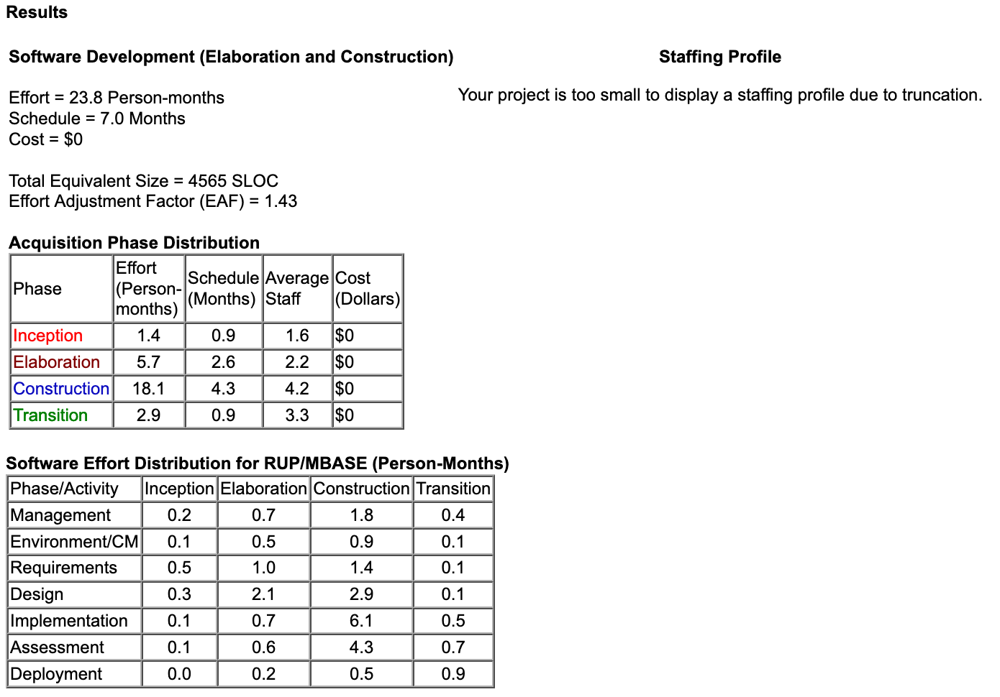 Results
Software Development (Elaboration and Construction)
Effort = 23.8 Person-months
Schedule = 7.0 Months
Cost = $0
Total Equivalent Size = 4565 SLOC
Effort Adjustment Factor (EAF) = 1.43
Staffing Profile
Your project is too small to display a staffing profile due to truncation.
Acquisition Phase Distribution
Phase Effort (Person-months) Schedule (Months) Average Staff Cost (Dollars)
Inception 1.4 0.9 1.6 $0
Elaboration 5.7 2.6 2.2 $0
Construction 18.1 4.3 4.2 $0
Transition 2.9 0.9 3.3 $0
Software Effort Distribution for RUP/MBASE (Person-Months)
Phase/Activity Inception Elaboration Construction Transition
Management 0.2 0.7 1.8 0.4
Environment/CM 0.1 0.5 0.9 0.1
Requirements 0.5 1.0 1.4 0.1
Design 0.3 2.1 2.9 0.1
Implementation 0.1 0.7 6.1 0.5
Assessment 0.1 0.6 4.3 0.7
Deployment 0.0 0.2 0.5 0.9